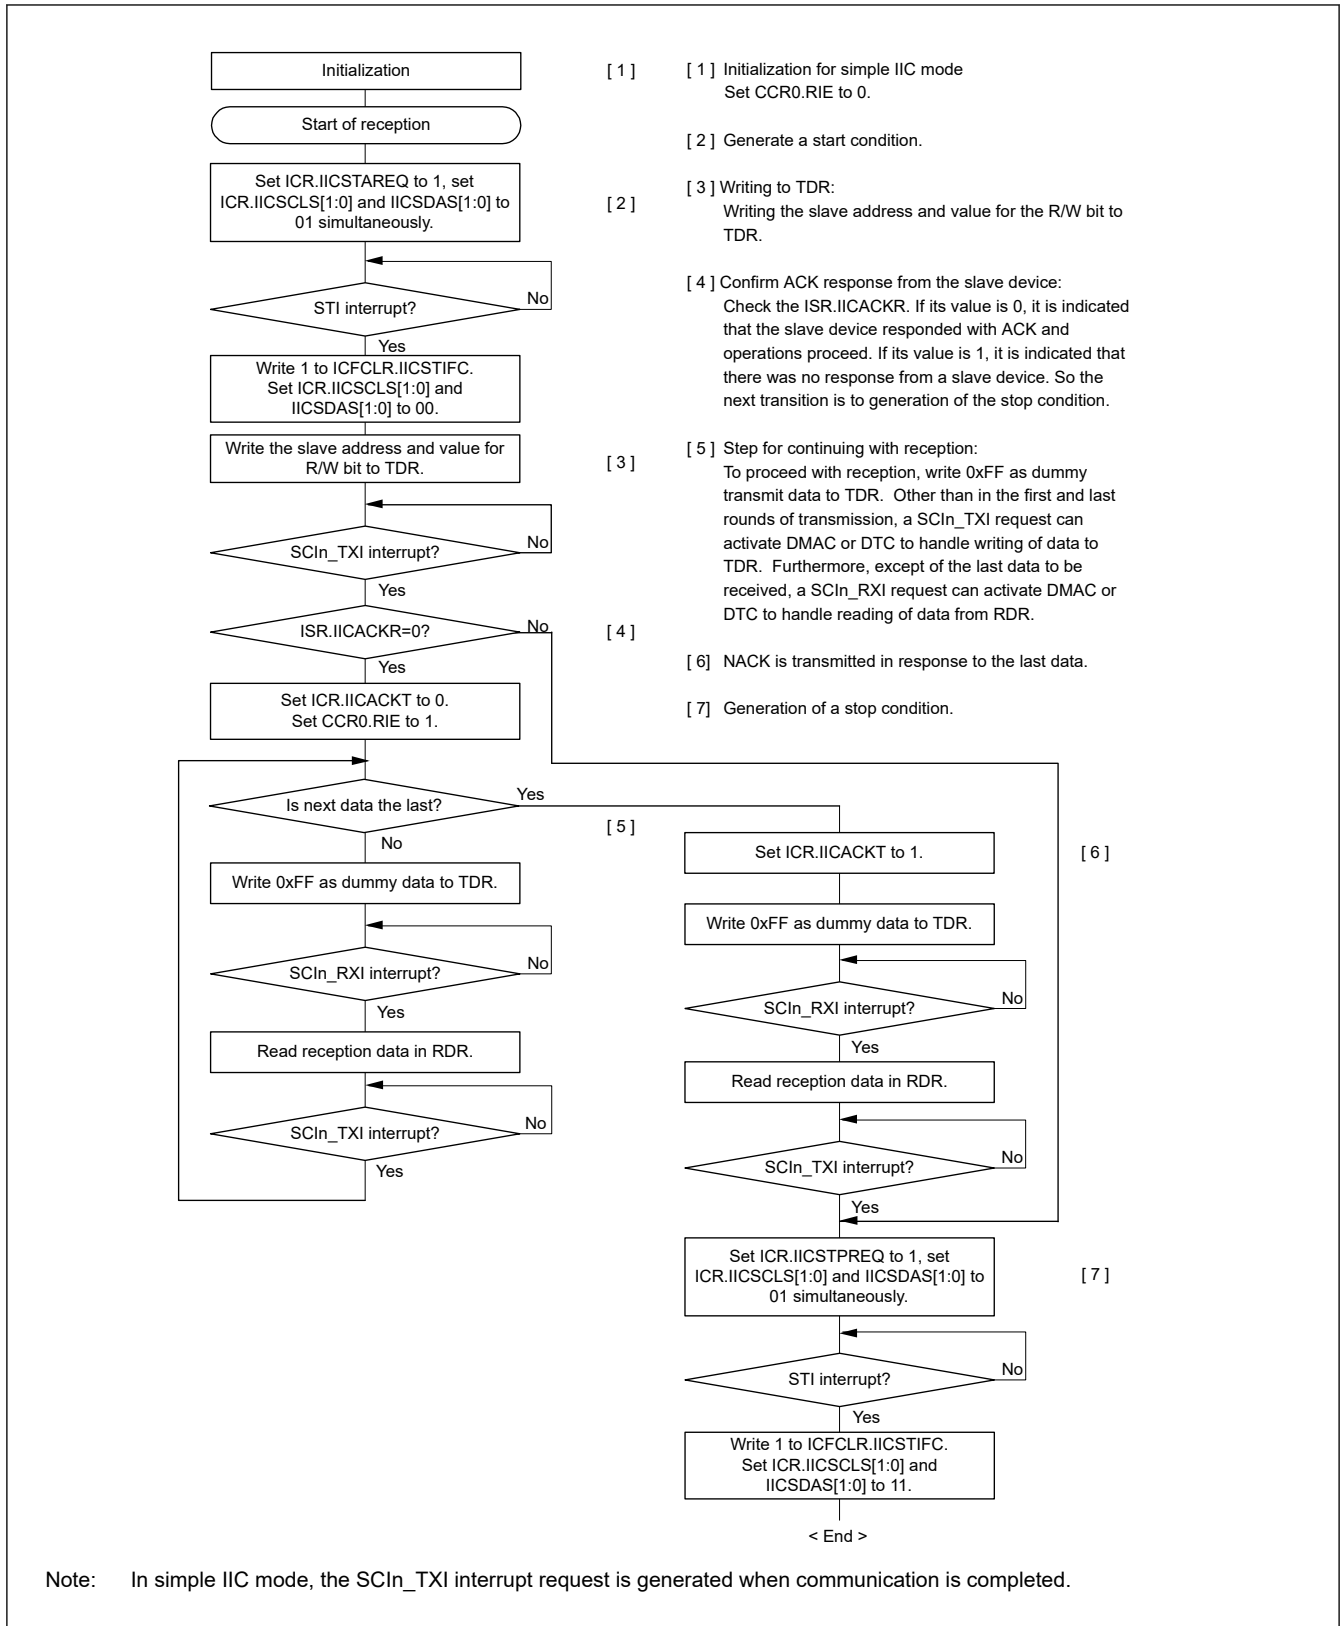 Initialization
[ 1 ]
Start of reception
Set ICR.IICSTAREQ to 1, set
ICR.IICSCLS[1:0] and IICSDAS[1:0] to
01 simultaneously.
[ 2 ]
STI interrupt?
No
Yes
Write 1 to ICFCLR.IICSTIFC.
Set ICR.IICSCLS[1:0] and
IICSDAS[1:0] to 00.
Write the slave address and value for
R/W bit to TDR.
[ 3 ]
SCIn_TXI interrupt?
No
Yes
ISR.IICACKR=0?
No
[ 4 ]
Yes
Set ICR.IICACKT to 0.
Set CCR0.RIE to 1.
Is next data the last?
Yes
[ 5 ]
No
Write 0xFF as dummy data to TDR.
SCIn_RXI interrupt?
No
Yes
Read reception data in RDR.
SCIn_TXI interrupt?
No
Yes
[ 1 ] Initialization for simple IIC mode
Set CCR0.RIE to 0.
[ 2 ] Generate a start condition.
[ 3 ] Writing to TDR:
Writing the slave address and value for the R/W bit to
TDR.
[ 4 ] Confirm ACK response from the slave device:
Check the ISR.IICACKR. If its value is 0, it is indicated
that the slave device responded with ACK and
operations proceed. If its value is 1, it is indicated that
there was no response from a slave device. So the
next transition is to generation of the stop condition.
[ 5 ] Step for continuing with reception:
To proceed with reception, write 0xFF as dummy
transmit data to TDR. Other than in the first and last
rounds of transmission, a SCIn_TXI request can
activate DMAC or DTC to handle writing of data to
TDR. Furthermore, except of the last data to be
received, a SCIn_RXI request can activate DMAC or
DTC to handle reading of data from RDR.
[ 6] NACK is transmitted in response to the last data.
[ 7] Generation of a stop condition.
Set ICR.IICACKT to 1.
[ 6 ]
Write 0xFF as dummy data to TDR.
SCIn_RXI interrupt?
No
Yes
Read reception data in RDR.
SCIn_TXI interrupt?
No
Yes
Set ICR.IICSTPREQ to 1, set
ICR.IICSCLS[1:0] and IICSDAS[1:0] to
01 simultaneously.
[ 7 ]
STI interrupt?
No
Yes
Write 1 to ICFCLR.IICSTIFC.
Set ICR.IICSCLS[1:0] and
IICSDAS[1:0] to 11.
< End >
Note: In simple IIC mode, the SCIn_TXI interrupt request is generated when communication is completed.